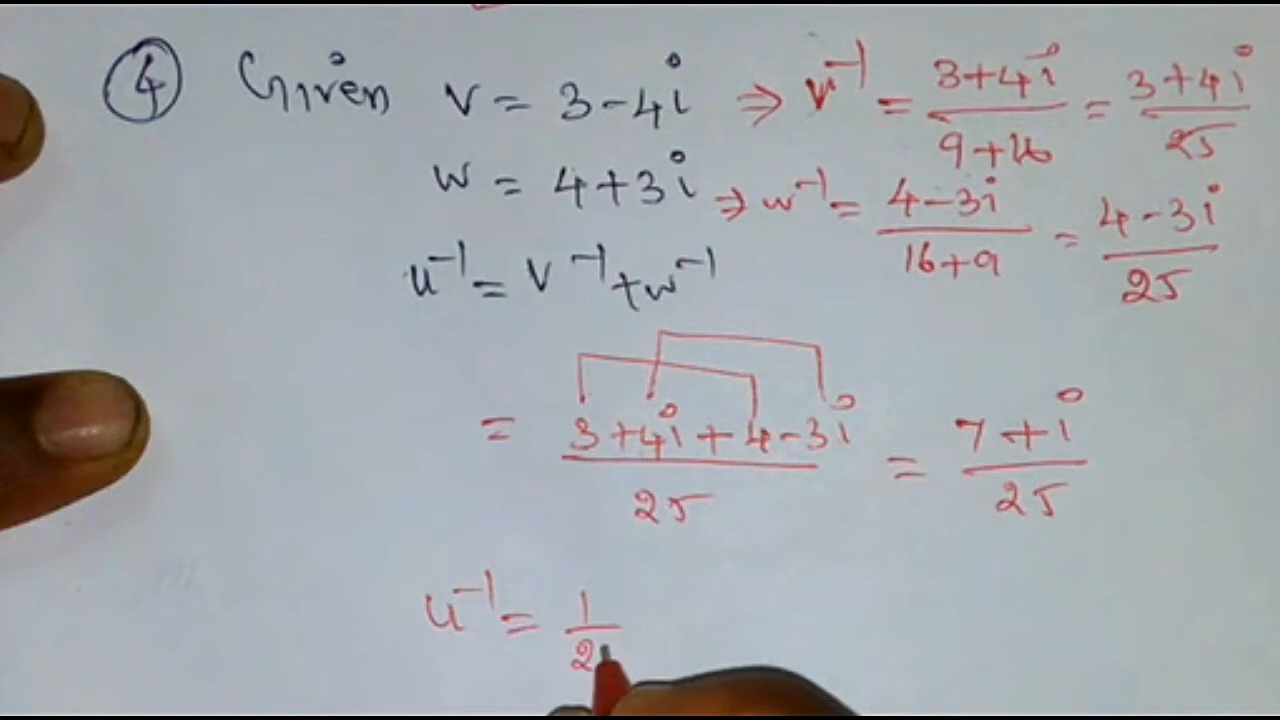 ④ Given v = 3-4i ⇒ v⁻¹ = (3+4i)/(9+16) = (3+4i)/25
w = 4+3i ⇒ w⁻¹ = (4-3i)/(16+9) = (4-3i)/25
u⁻¹ = v⁻¹ + w⁻¹
= (3+4i+4-3i)/25 = (7+i)/25
u⁻¹ = 1/2